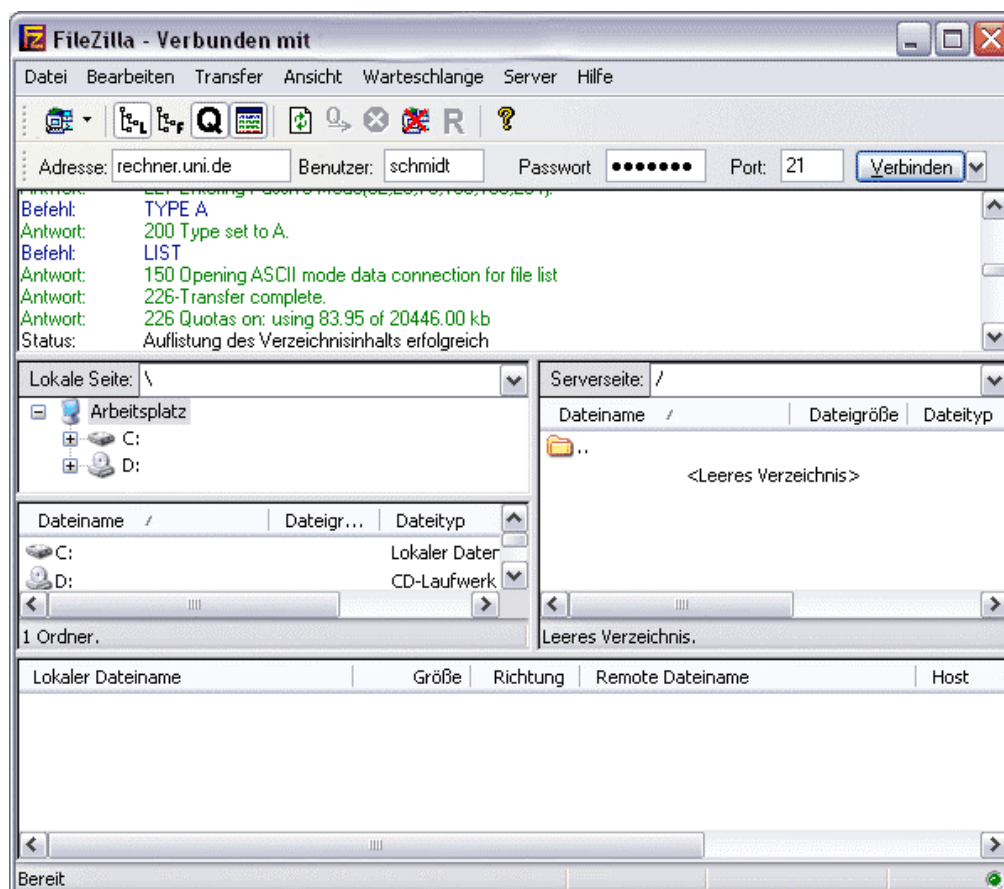 FileZilla - Verbunden mit
Datei Bearbeiten Transfer Ansicht Warteschlange Server Hilfe
L F Q R ?
Adresse: rechner.uni.de Benutzer: schmidt Passwort ●●●●●●● Port: 21 Verbinden
Befehl: TYPE A
Antwort: 200 Type set to A.
Befehl: LIST
Antwort: 150 Opening ASCII mode data connection for file list
Antwort: 226-Transfer complete.
Antwort: 226 Quotas on: using 83.95 of 20446.00 kb
Status: Auflistung des Verzeichnisinhalts erfolgreich
Lokale Seite: \
Arbeitsplatz
C:
D:
Dateiname / Dateigr... Dateityp
C: Lokaler Daten
D: CD-Laufwerk
1 Ordner.
Serverseite: /
Dateiname / Dateigröße Dateityp
..
<Leeres Verzeichnis>
Leeres Verzeichnis.
Lokaler Dateiname Größe Richtung Remote Dateiname Host
Bereit